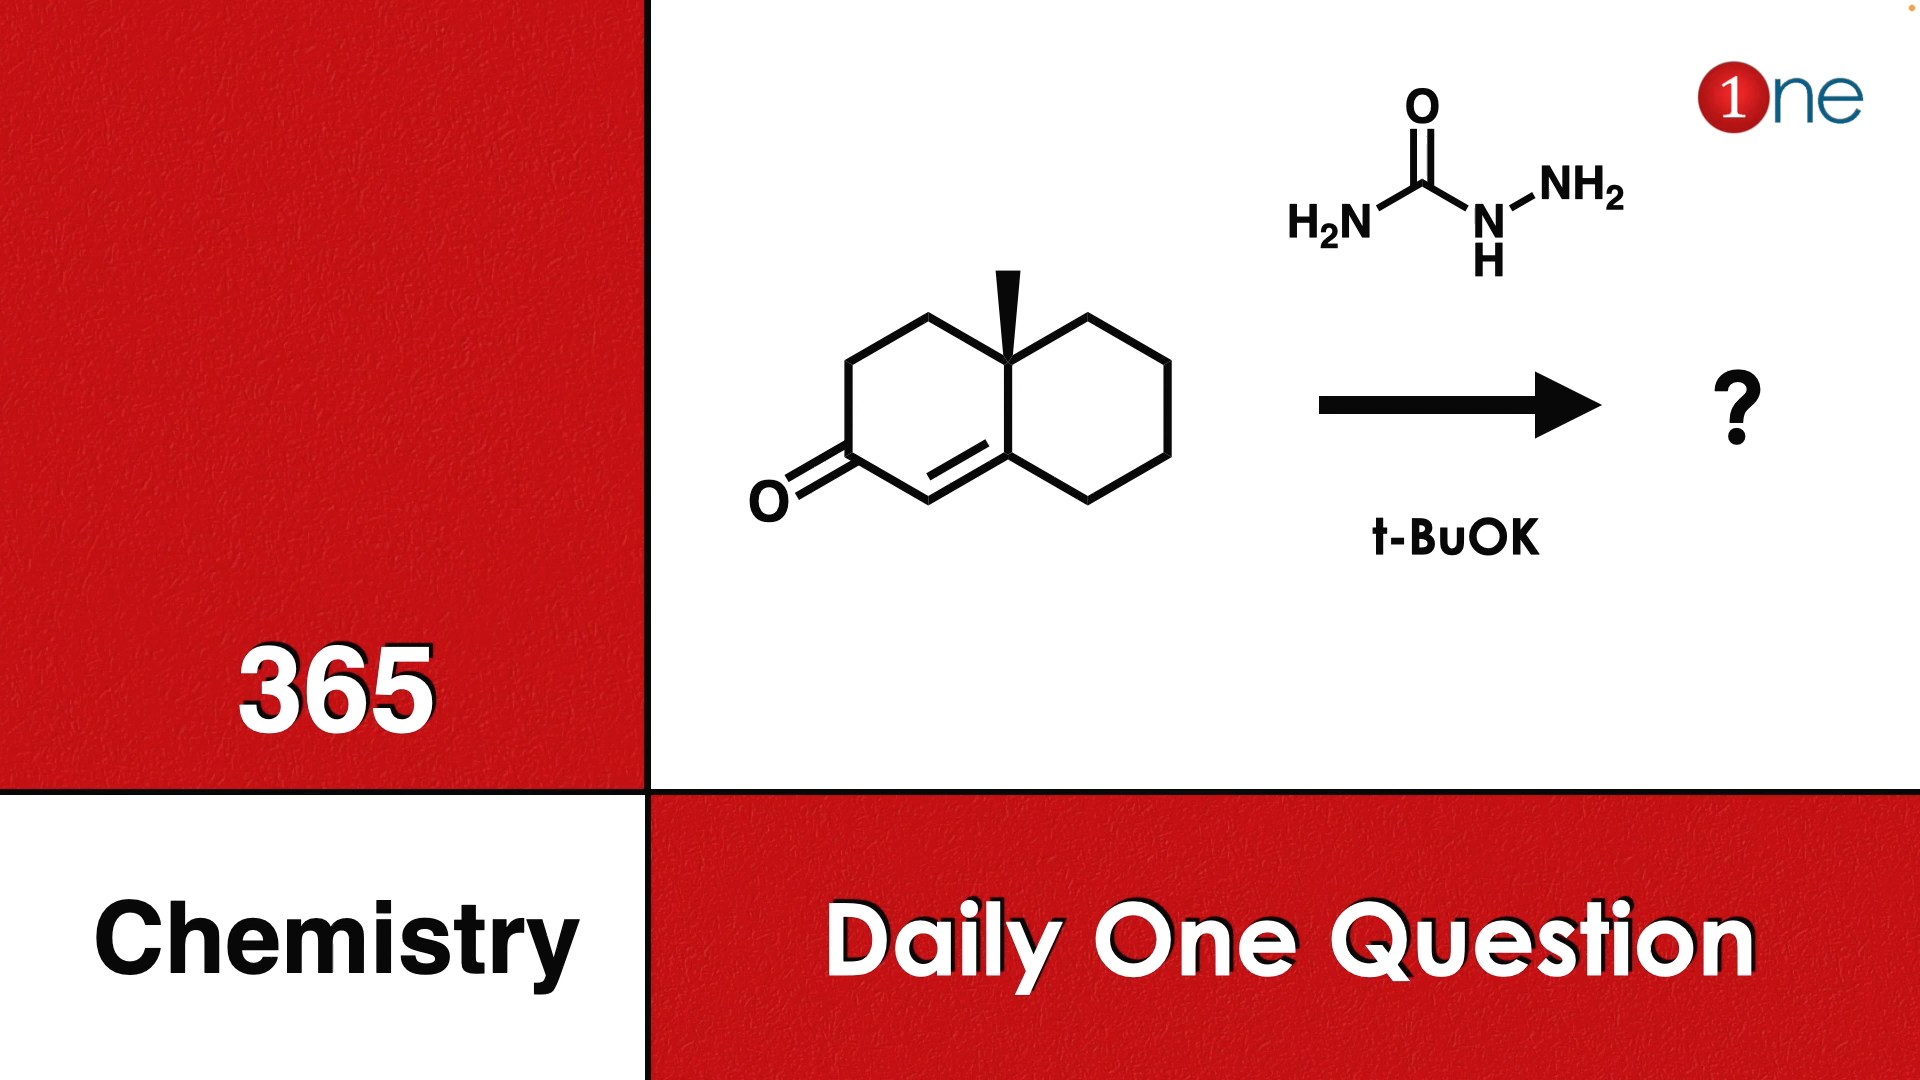 1ne
O
H₂N
N
H
NH₂
O
?
t-BuOK
365
Chemistry
Daily One Question